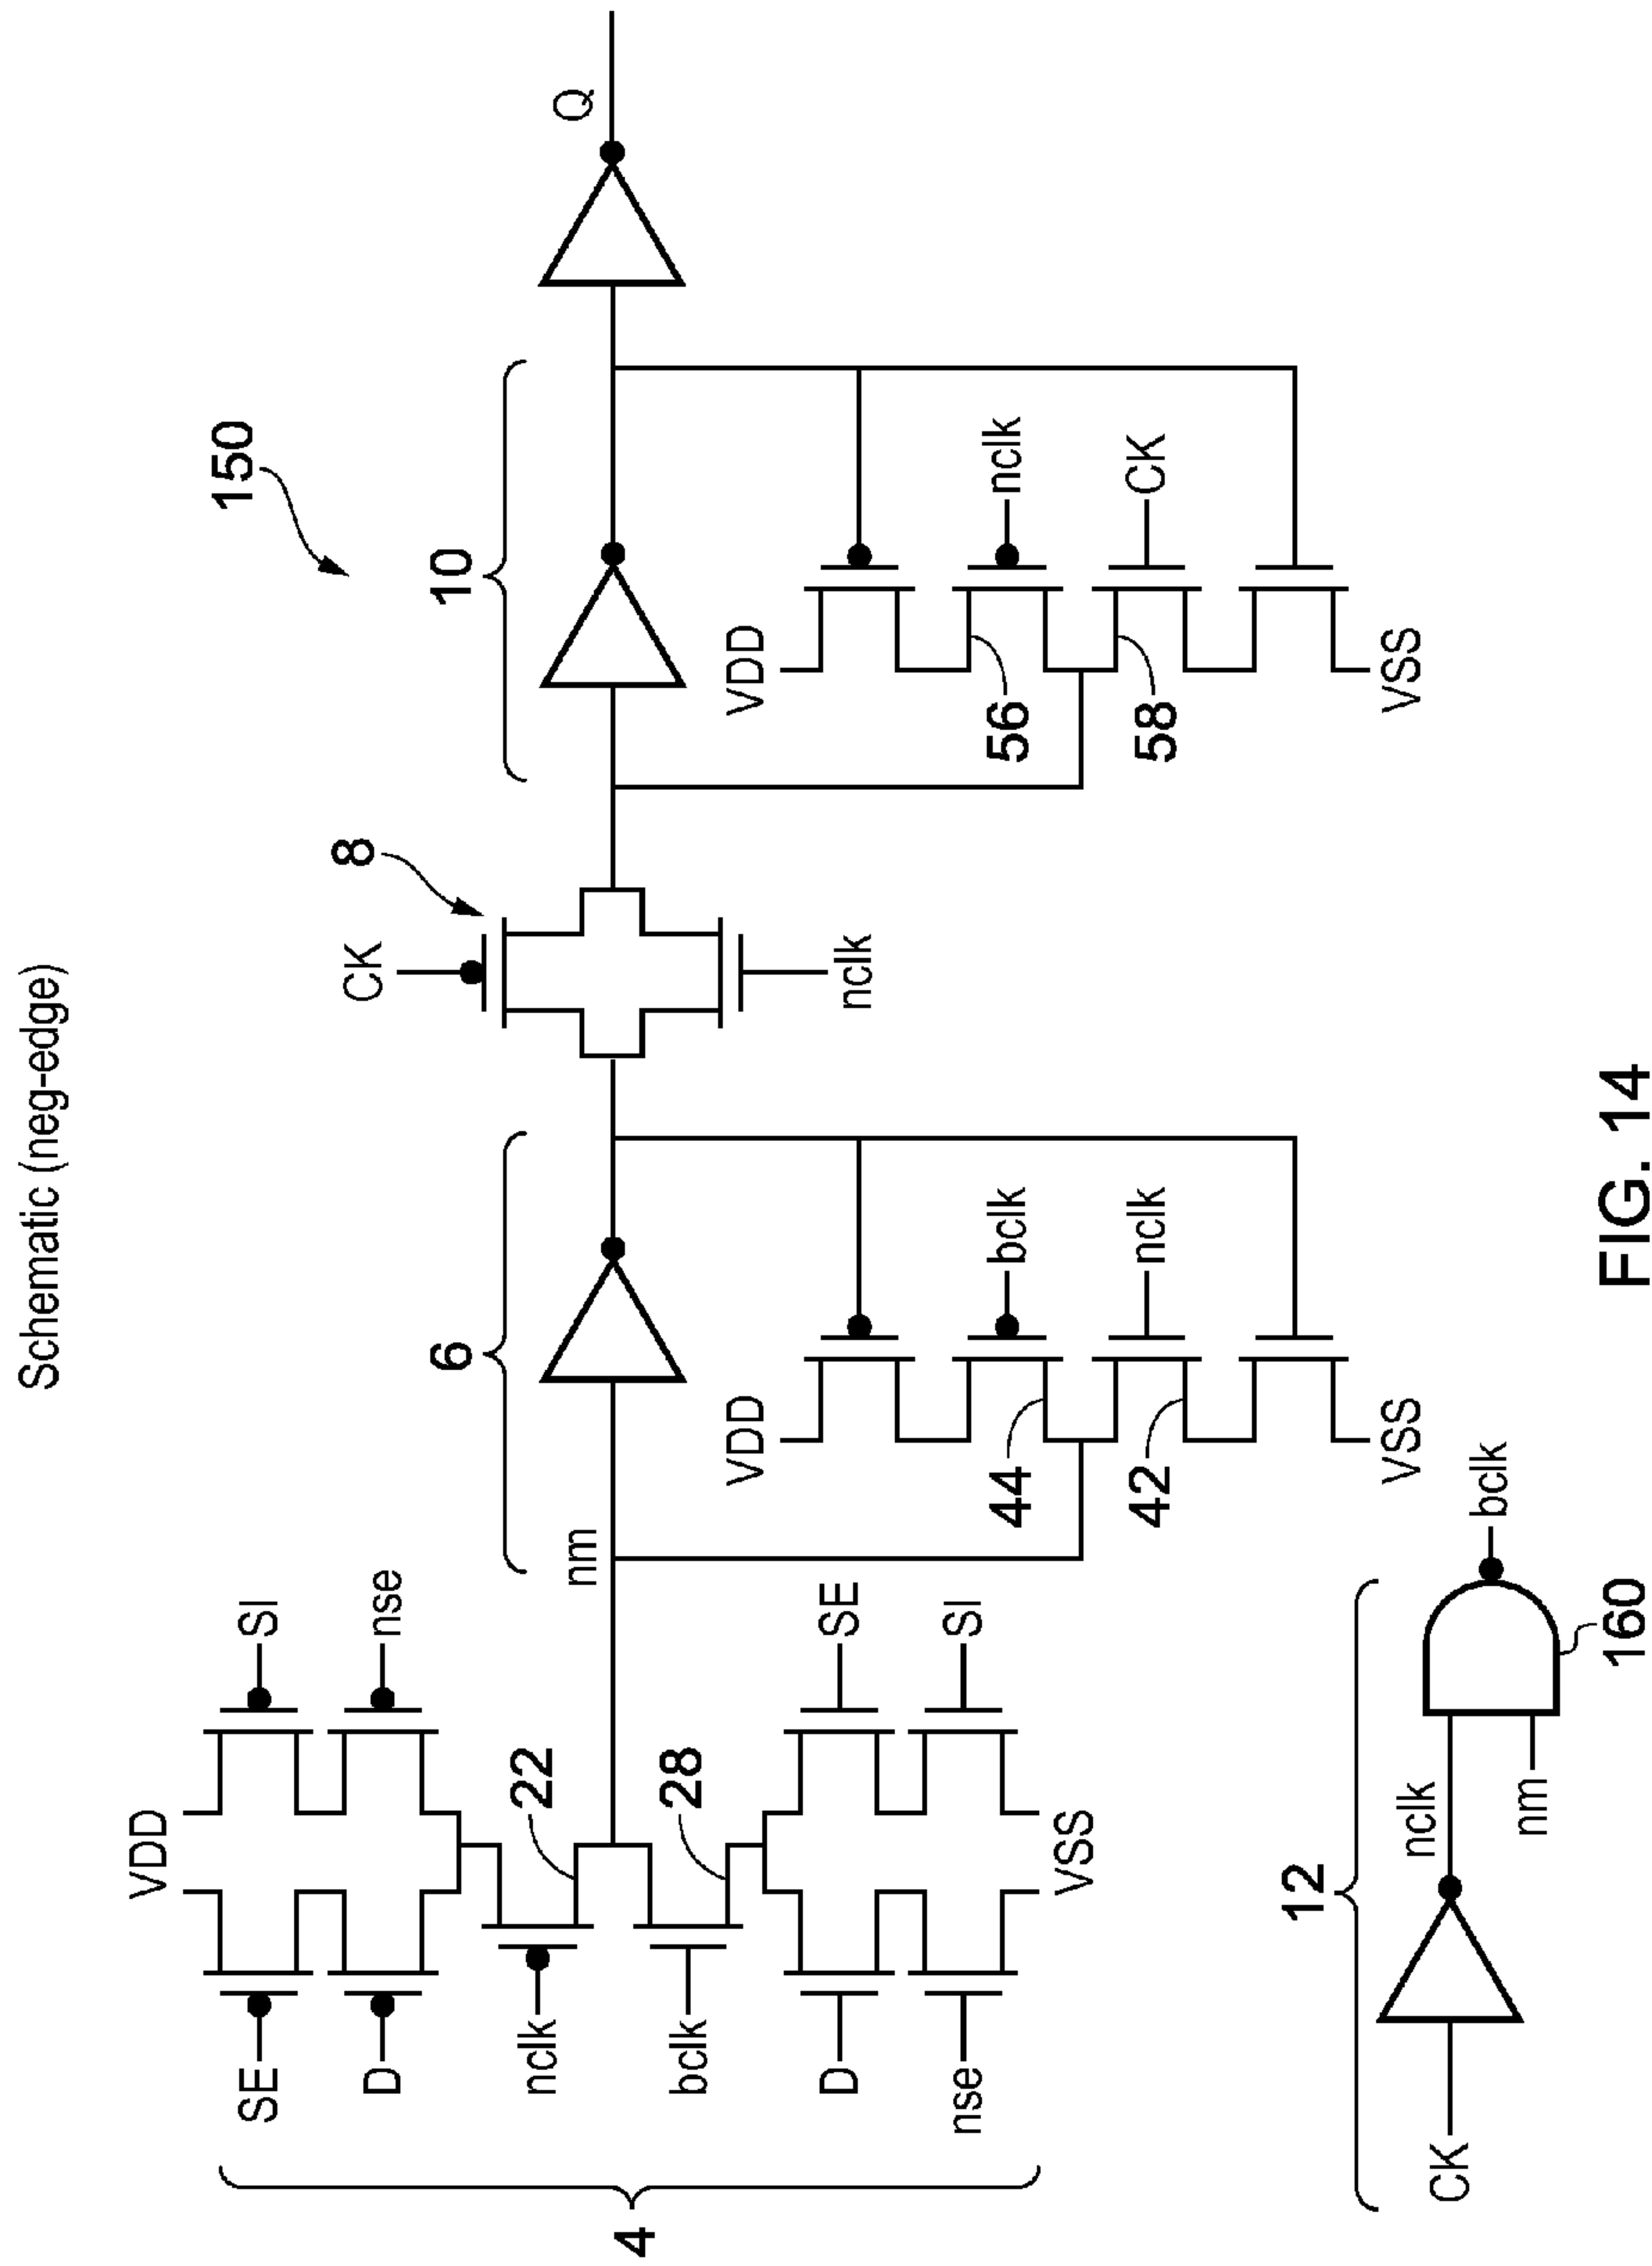 Schematic (neg-edge)
150
4
VDD
SE
SI
D
nse
nclk
22
bclk
28
D
SE
nse
SI
VSS
nm
6
VDD
bclk
44
nclk
42
VSS
8
CK
nclk
10
VDD
nclk
56
CK
58
VSS
Q
12
CK
nclk
nm
bclk
160
FIG. 14